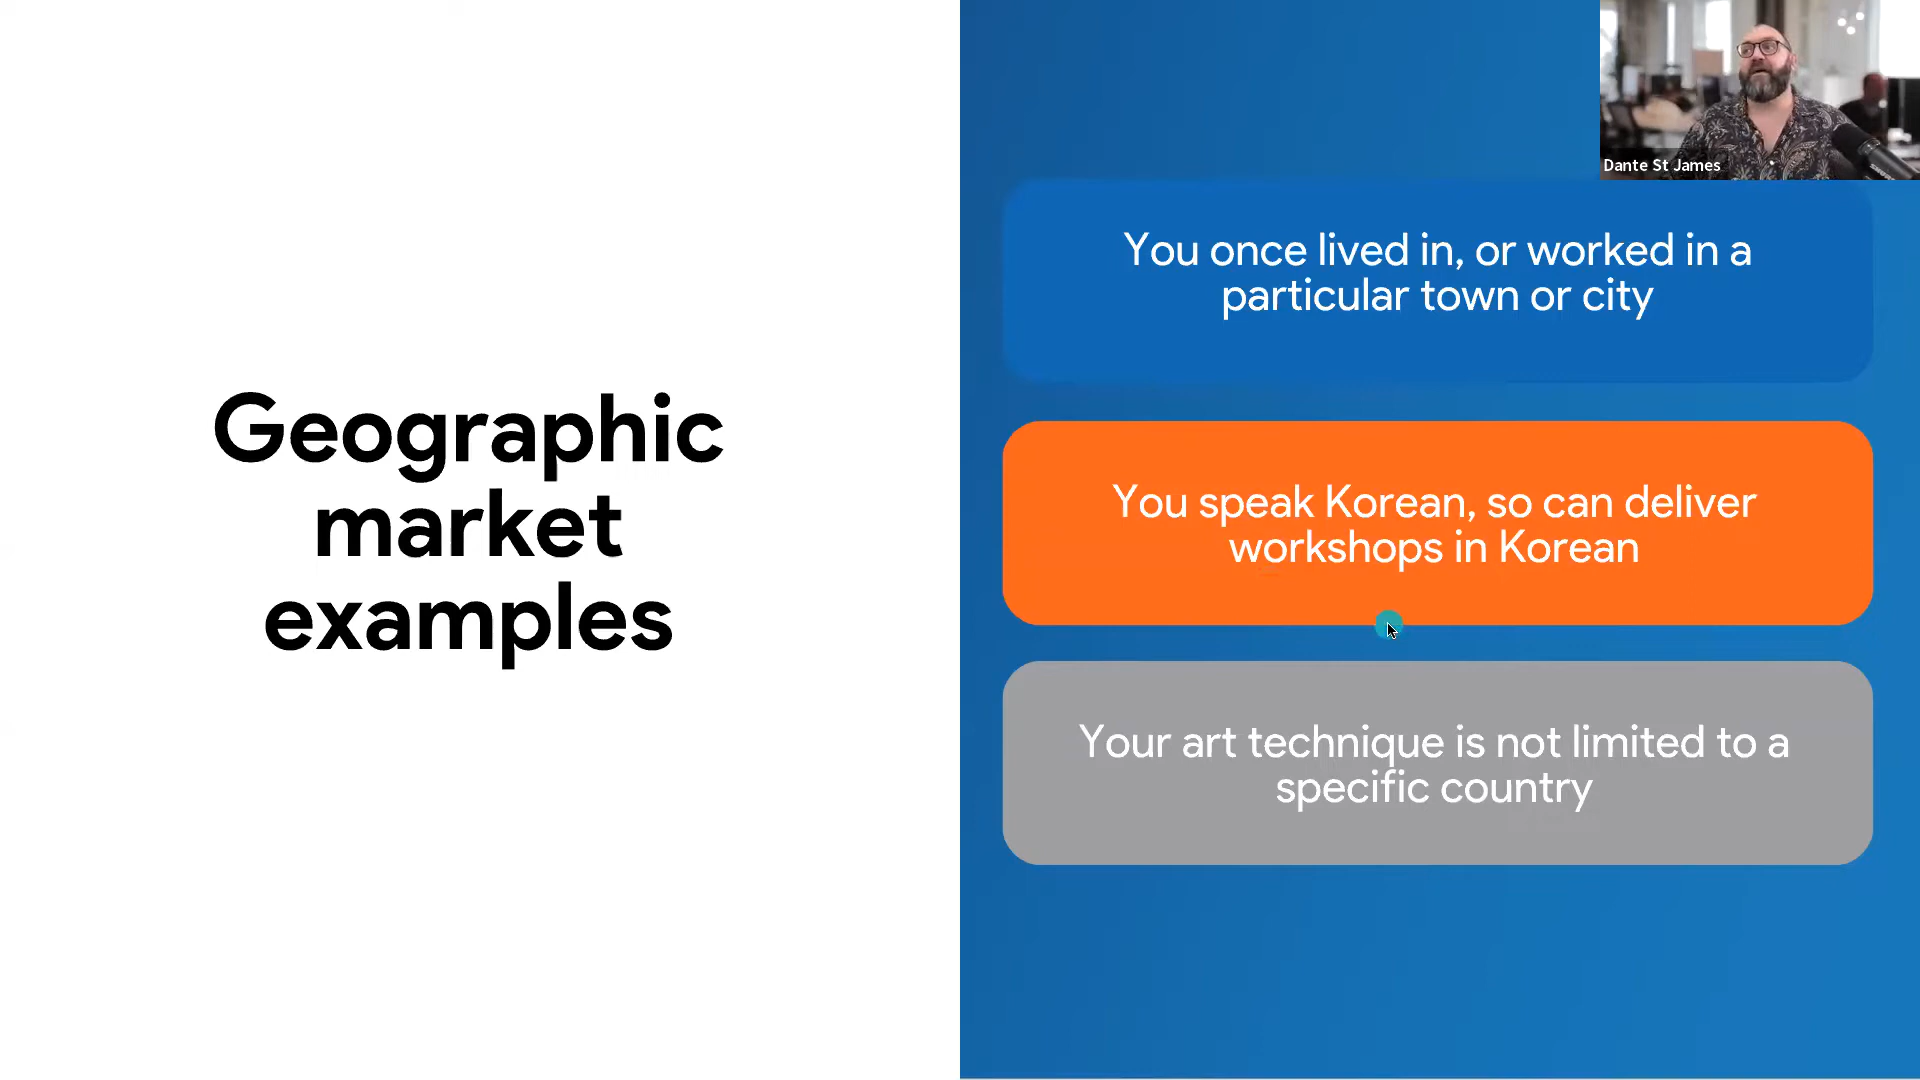 Geographic
market
examples
Dante St James
You once lived in, or worked in a
particular town or city
You speak Korean, so can deliver
workshops in Korean
Your art technique is not limited to a
specific country